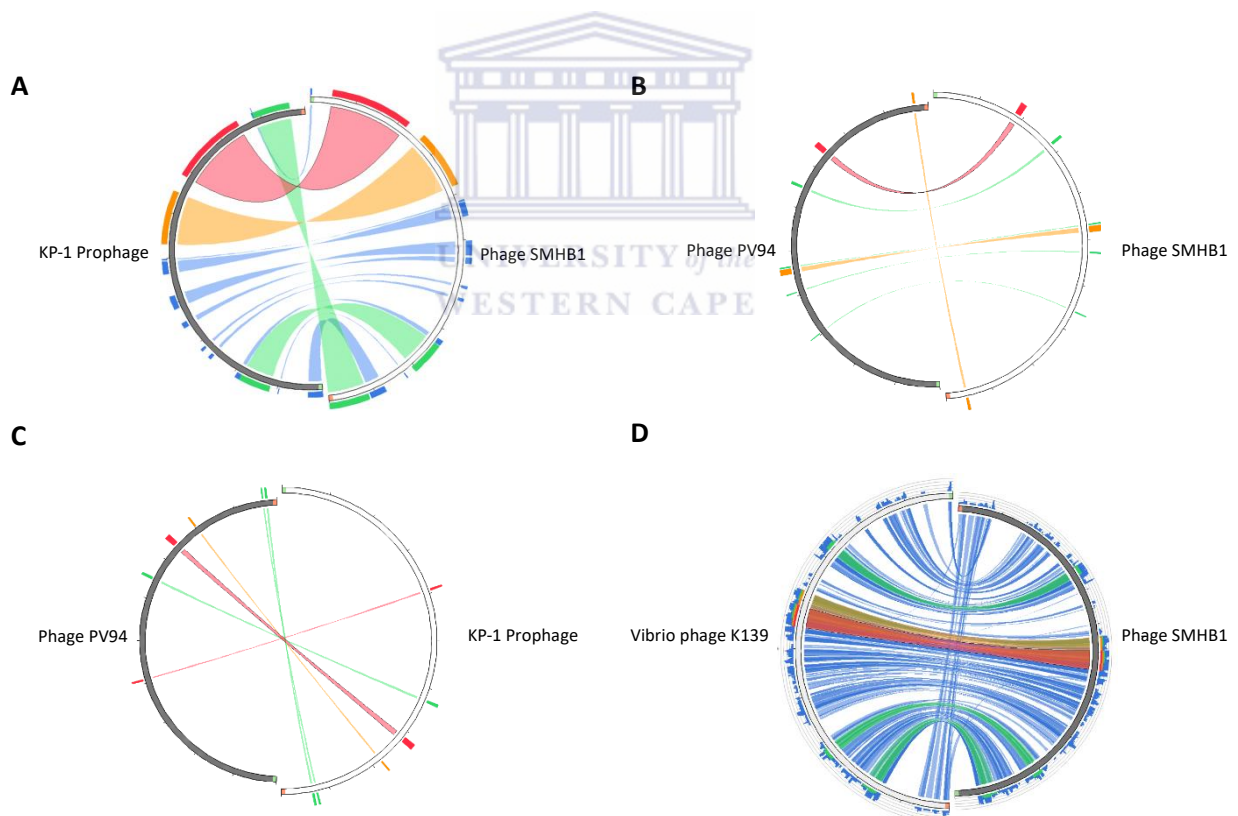 A
B
KP-1 Prophage
Phage SMHB1
Phage PV94
Phage SMHB1
UNIVERSITY of the
WESTERN CAPE
C
D
Phage PV94
KP-1 Prophage
Vibrio phage K139
Phage SMHB1